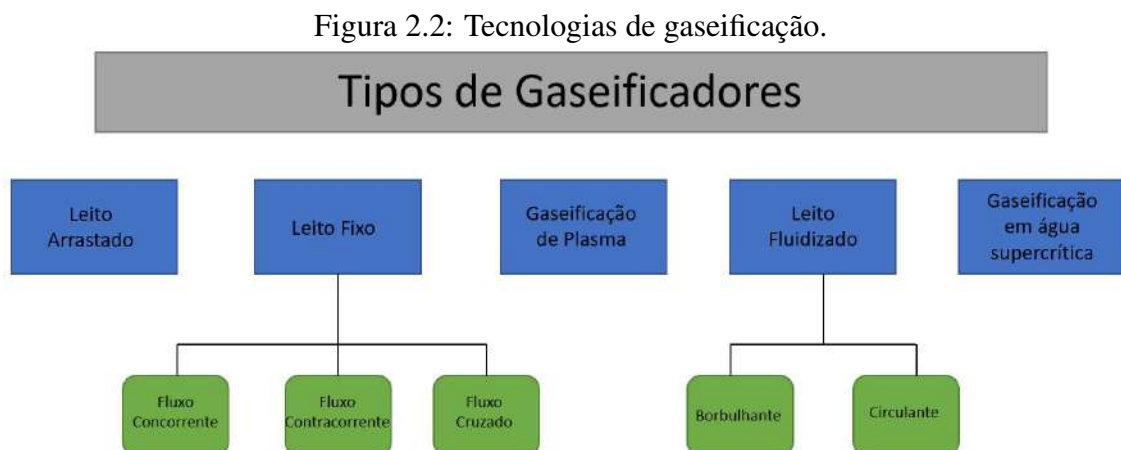 Figura 2.2: Tecnologias de gaseificação.
Tipos de Gaseificadores
Leito
Arrastado
Leito Fixo
Gaseificação
de Plasma
Leito
Fluidizado
Gaseificação
em água
supercrítica
Fluxo
Concorrente
Fluxo
Contracorrente
Fluxo
Cruzado
Borbulhante
Circulante